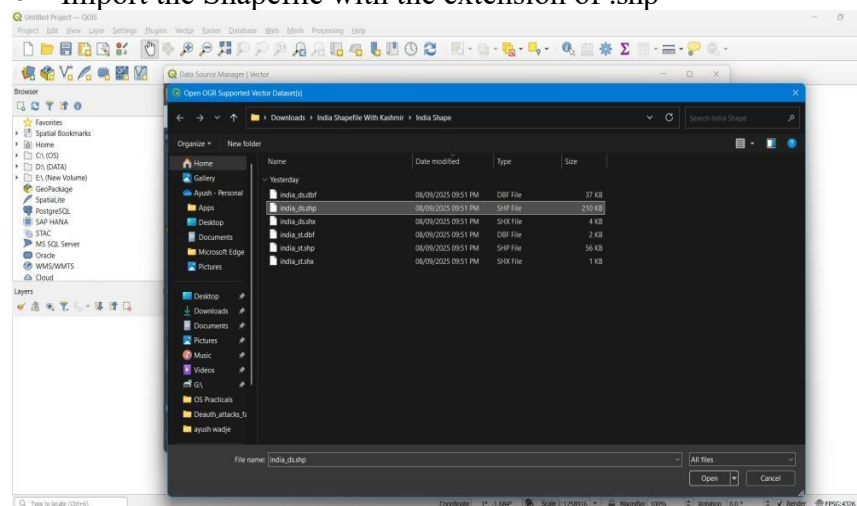 Import the Shapefile with the extension of .shp
Untitled Project — QGIS
Project Edit View Layer Settings Plugins Vector Raster Database Web Mesh Processing Help
Data Source Manager | Vector
Browser
Favorites
Spatial Bookmarks
Home
C:\ (OS)
D:\ (DATA)
E:\ (New Volume)
GeoPackage
SpatiaLite
PostgreSQL
SAP HANA
STAC
MS SQL Server
Oracle
WMS/WMTS
Cloud
Layers
Open OGR Supported Vector Dataset(s)
Downloads > India Shapefile With Kashmir > India Shape
Search India Shape
Organize New folder
Home
Gallery
Ayush - Personal
Apps
Desktop
Documents
Microsoft Edge
Pictures
Desktop
Downloads
Documents
Pictures
Music
Videos
G:\
OS Practicals
Deauth_attacks_fa
ayush wadje
Name Date modified Type Size
Yesterday
india_ds.dbf 08/09/2025 09:51 PM DBF File 37 KB
india_ds.shp 08/09/2025 09:51 PM SHP File 210 KB
india_ds.shx 08/09/2025 09:51 PM SHX File 4 KB
india_st.dbf 08/09/2025 09:51 PM DBF File 2 KB
india_st.shp 08/09/2025 09:51 PM SHP File 56 KB
india_st.shx 08/09/2025 09:51 PM SHX File 1 KB
File name: india_ds.shp All files
Open Cancel
Type to locate (Ctrl+K) Coordinate Scale 1:1258916 Magnifier 100% Rotation 0.0° Render EPSG:4326